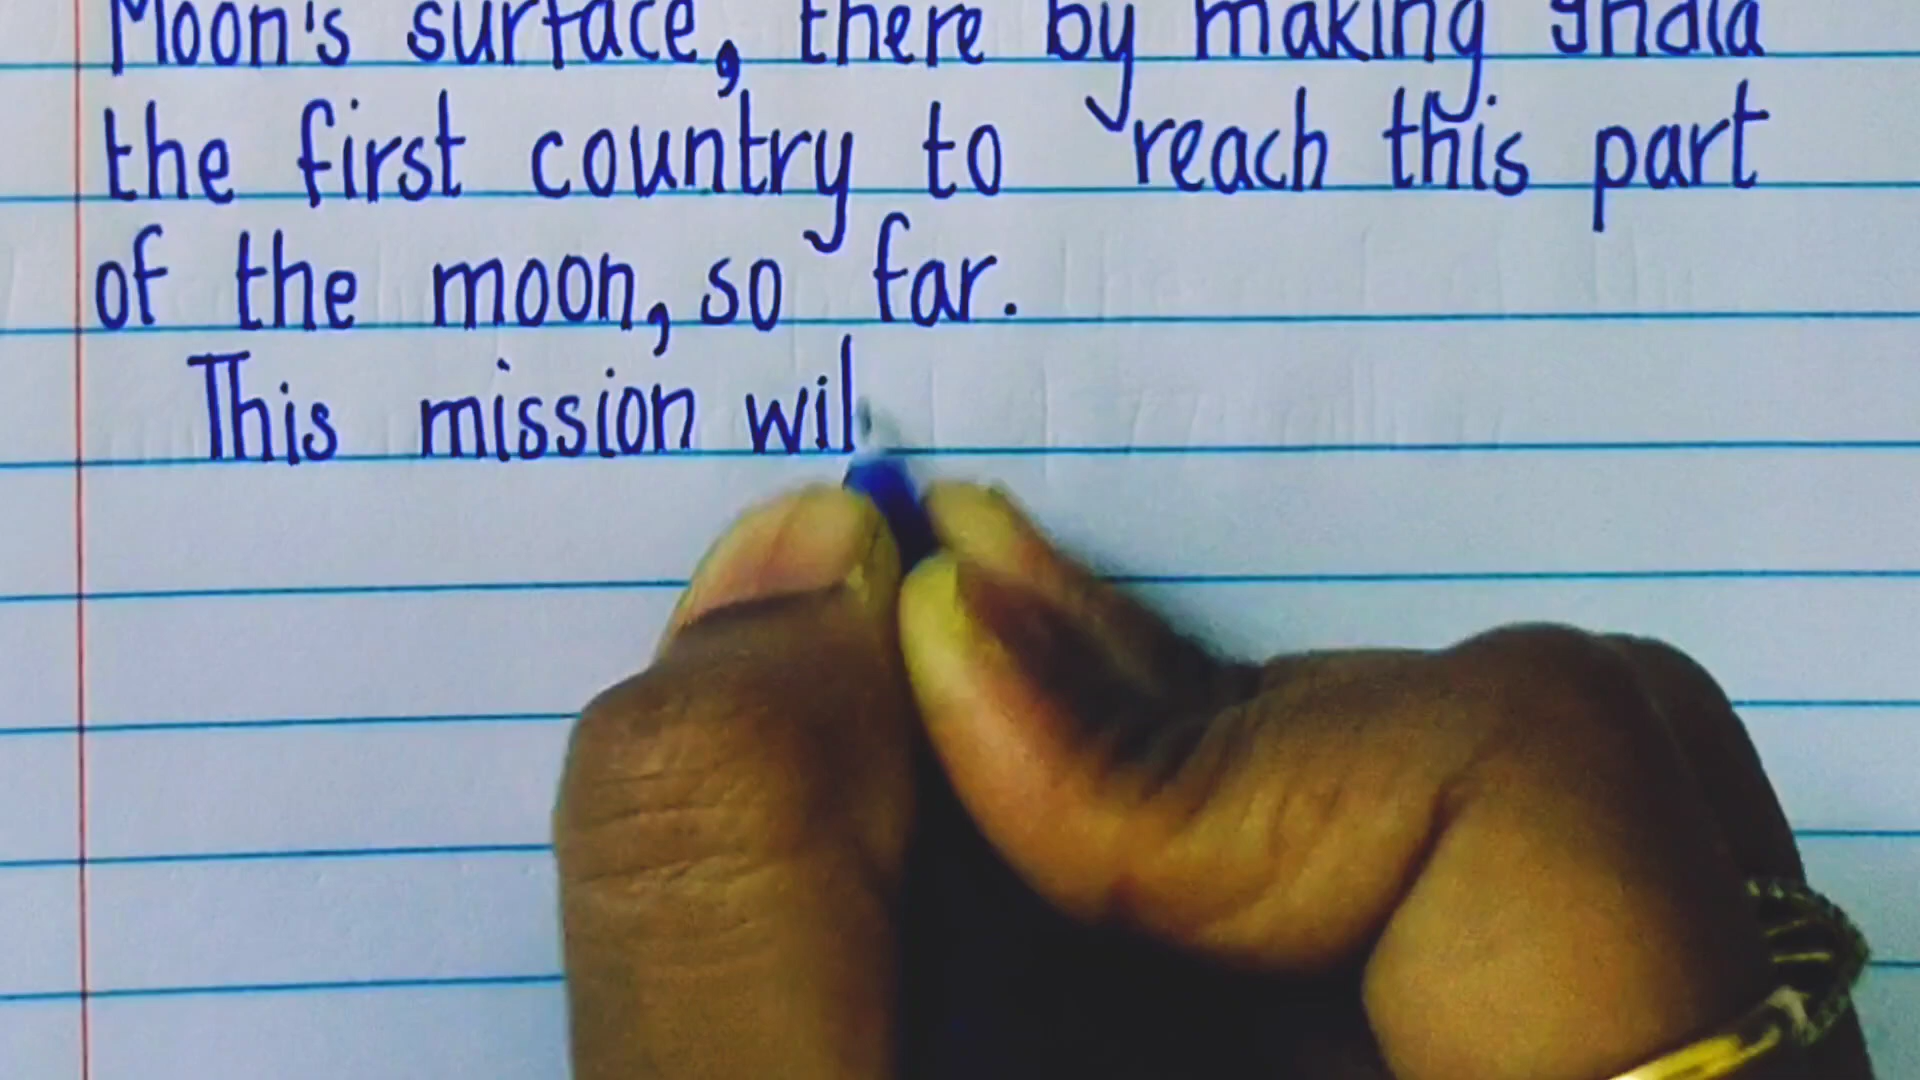 Moon's surface, there by making India
the first country to reach this part
of the moon, so far.
This mission wil